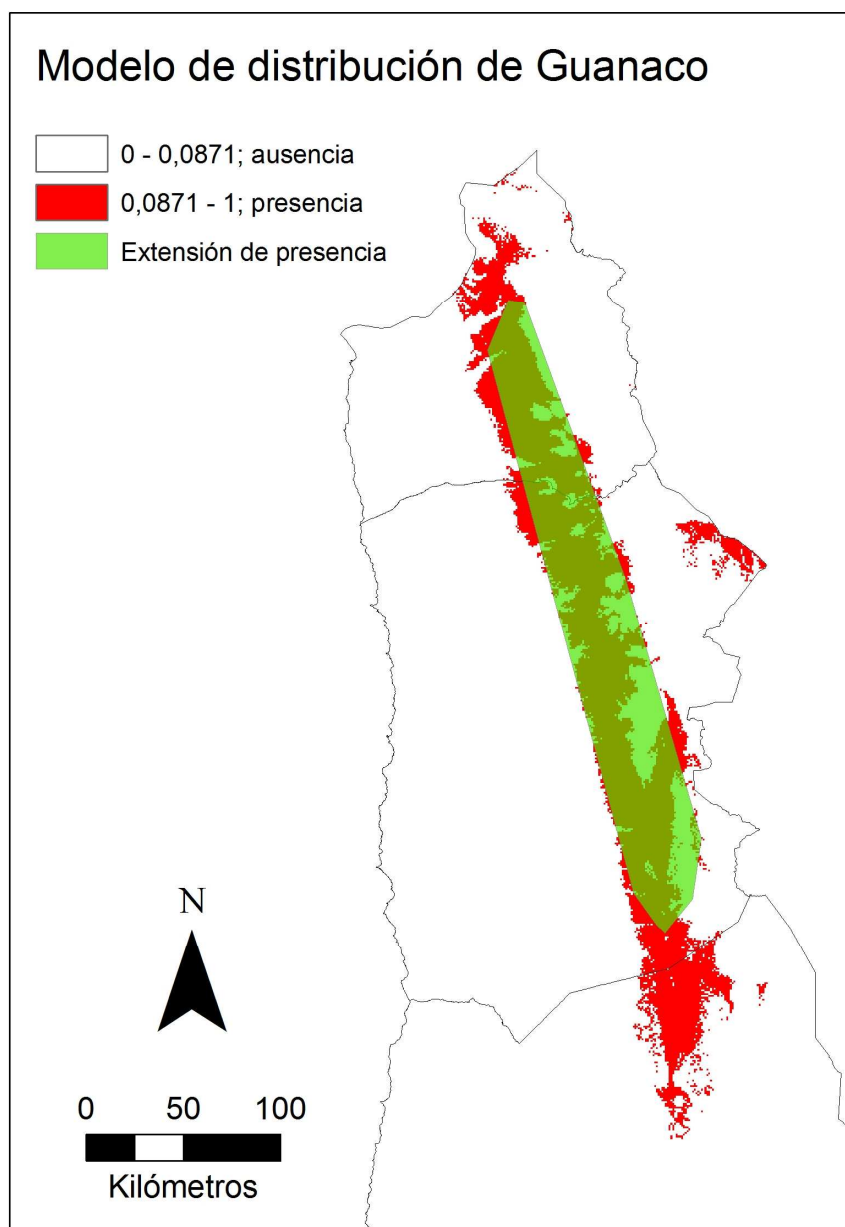 Modelo de distribución de Guanaco
0 - 0,0871; ausencia
0,0871 - 1; presencia
Extensión de presencia
N
0 50 100
Kilómetros